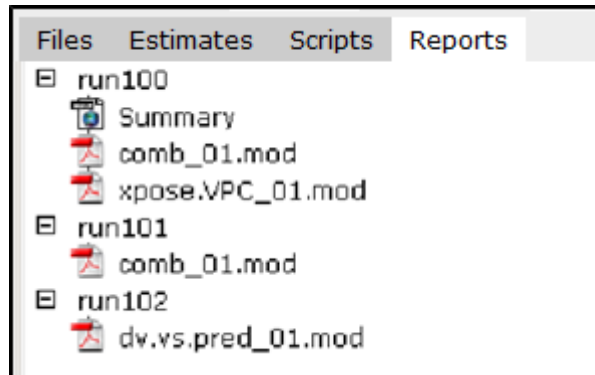 Files Estimates Scripts Reports
run100
Summary
comb_01.mod
xpose.VPC_01.mod
run101
comb_01.mod
run102
dv.vs.pred_01.mod